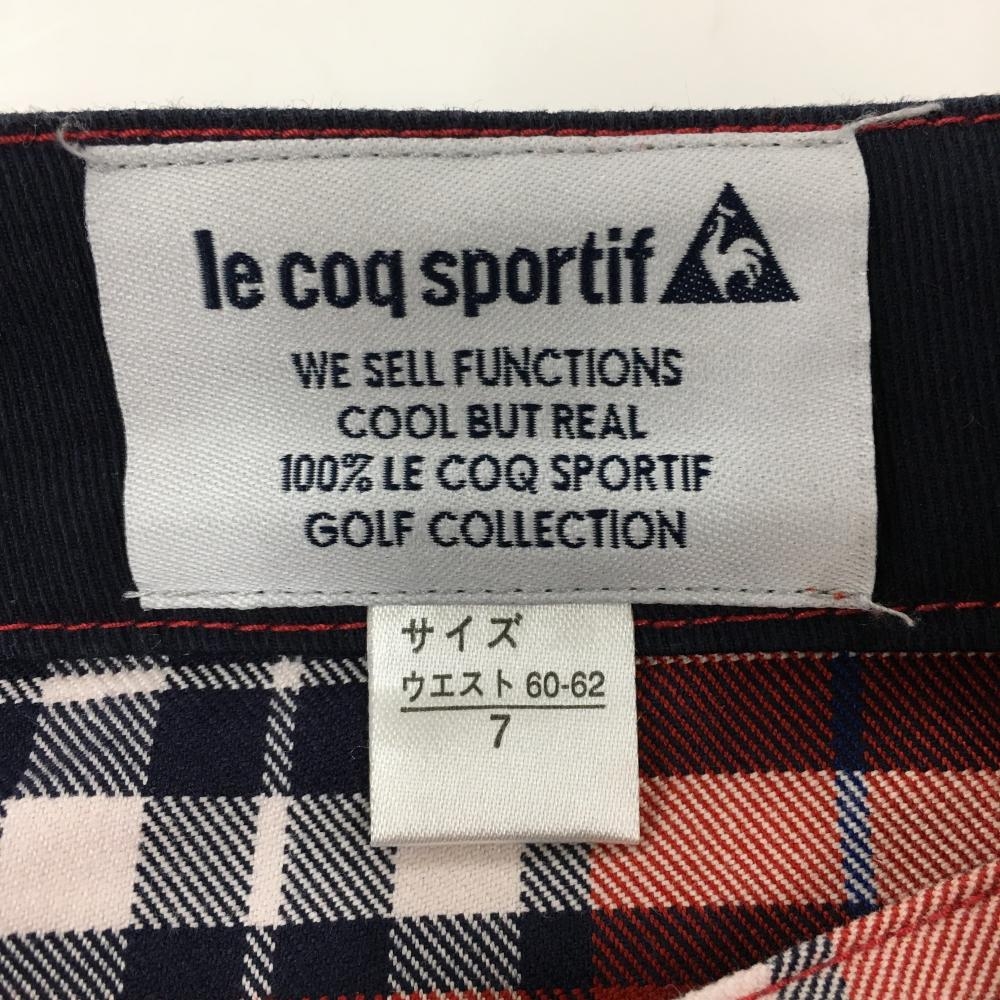 le coq sportif
WE SELL FUNCTIONS
COOL BUT REAL
100% LE COQ SPORTIF
GOLF COLLECTION
サイズ
ウエスト 60-62
7